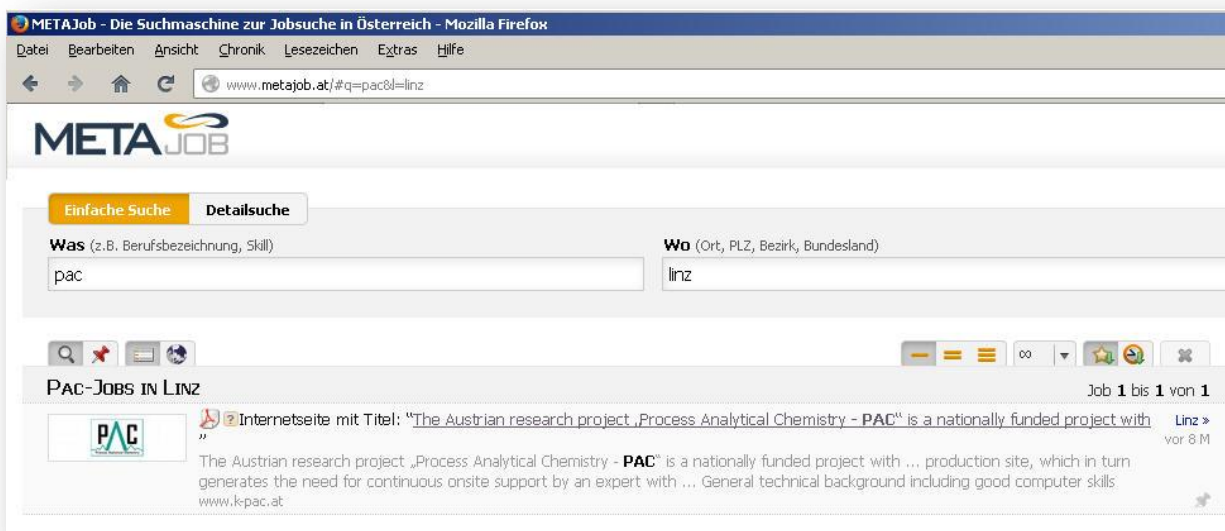 METAJob - Die Suchmaschine zur Jobsuche in Österreich - Mozilla Firefox
Datei Bearbeiten Ansicht Chronik Lesezeichen Extras Hilfe
www.metajob.at/#q=pac&l=linz
METAJOB
Einfache Suche Detailsuche
Was (z.B. Berufsbezeichnung, Skill) Wo (Ort, PLZ, Bezirk, Bundesland)
pac linz
∞
PAC-JOBS IN LINZ Job 1 bis 1 von 1
PAC
Internetseite mit Titel: "The Austrian research project „Process Analytical Chemistry - PAC“ is a nationally funded project with Linz »
" vor 8 M
The Austrian research project „Process Analytical Chemistry - PAC“ is a nationally funded project with ... production site, which in turn
generates the need for continuous onsite support by an expert with ... General technical background including good computer skills
www.k-pac.at